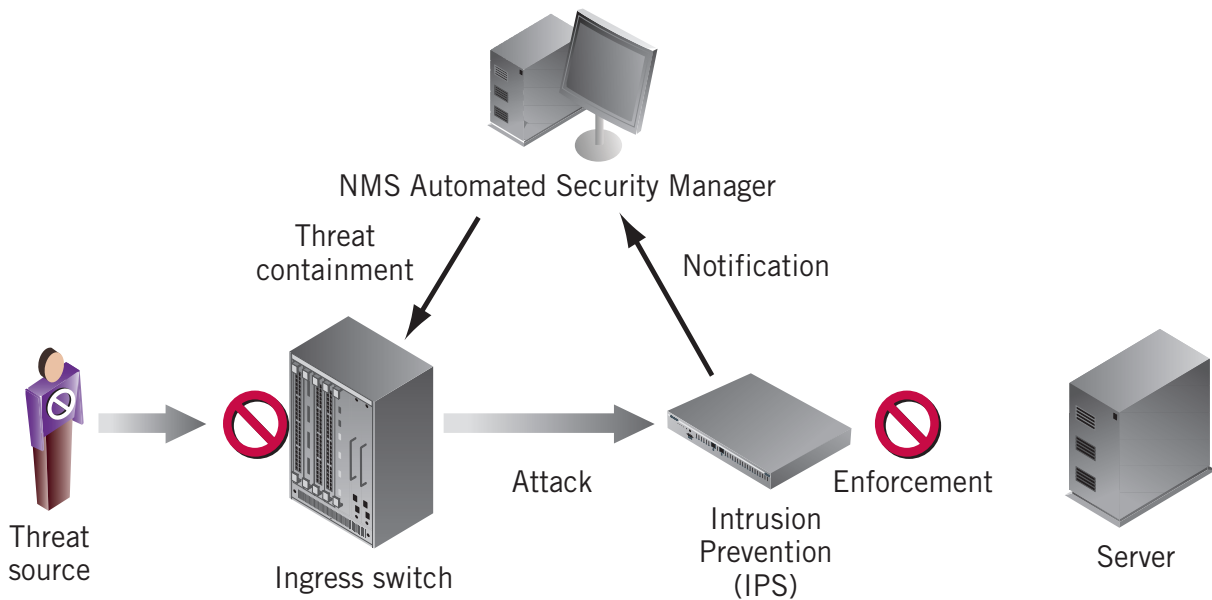 NMS Automated Security Manager
Threat
containment
Notification
Attack
Enforcement
Threat
source
Ingress switch
Intrusion
Prevention
(IPS)
Server